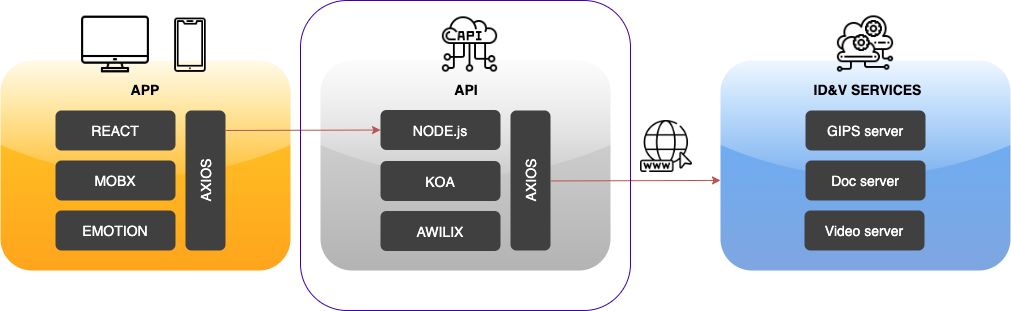 APP
REACT
MOBX
EMOTION
AXIOS
API
API
NODE.js
KOA
AWILIX
AXIOS
WWW
ID&V SERVICES
GIPS server
Doc server
Video server